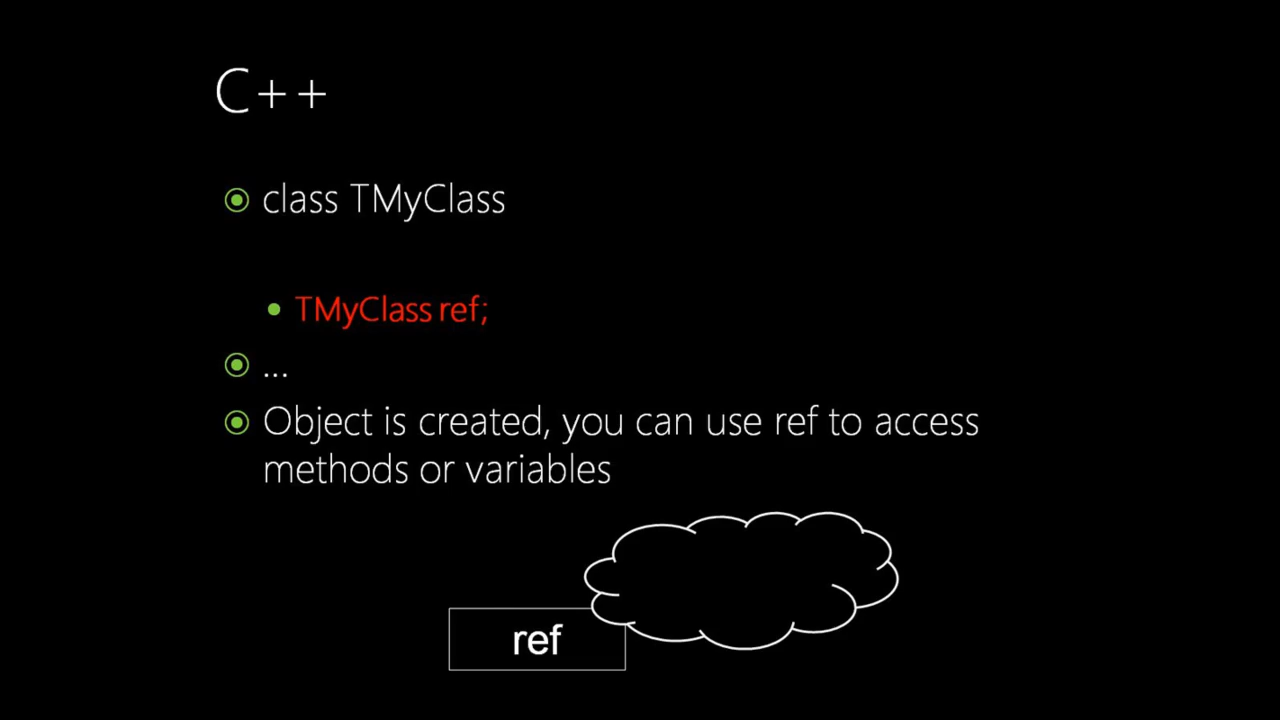 C++
class TMyClass
TMyClass ref;
...
Object is created, you can use ref to access
methods or variables
ref